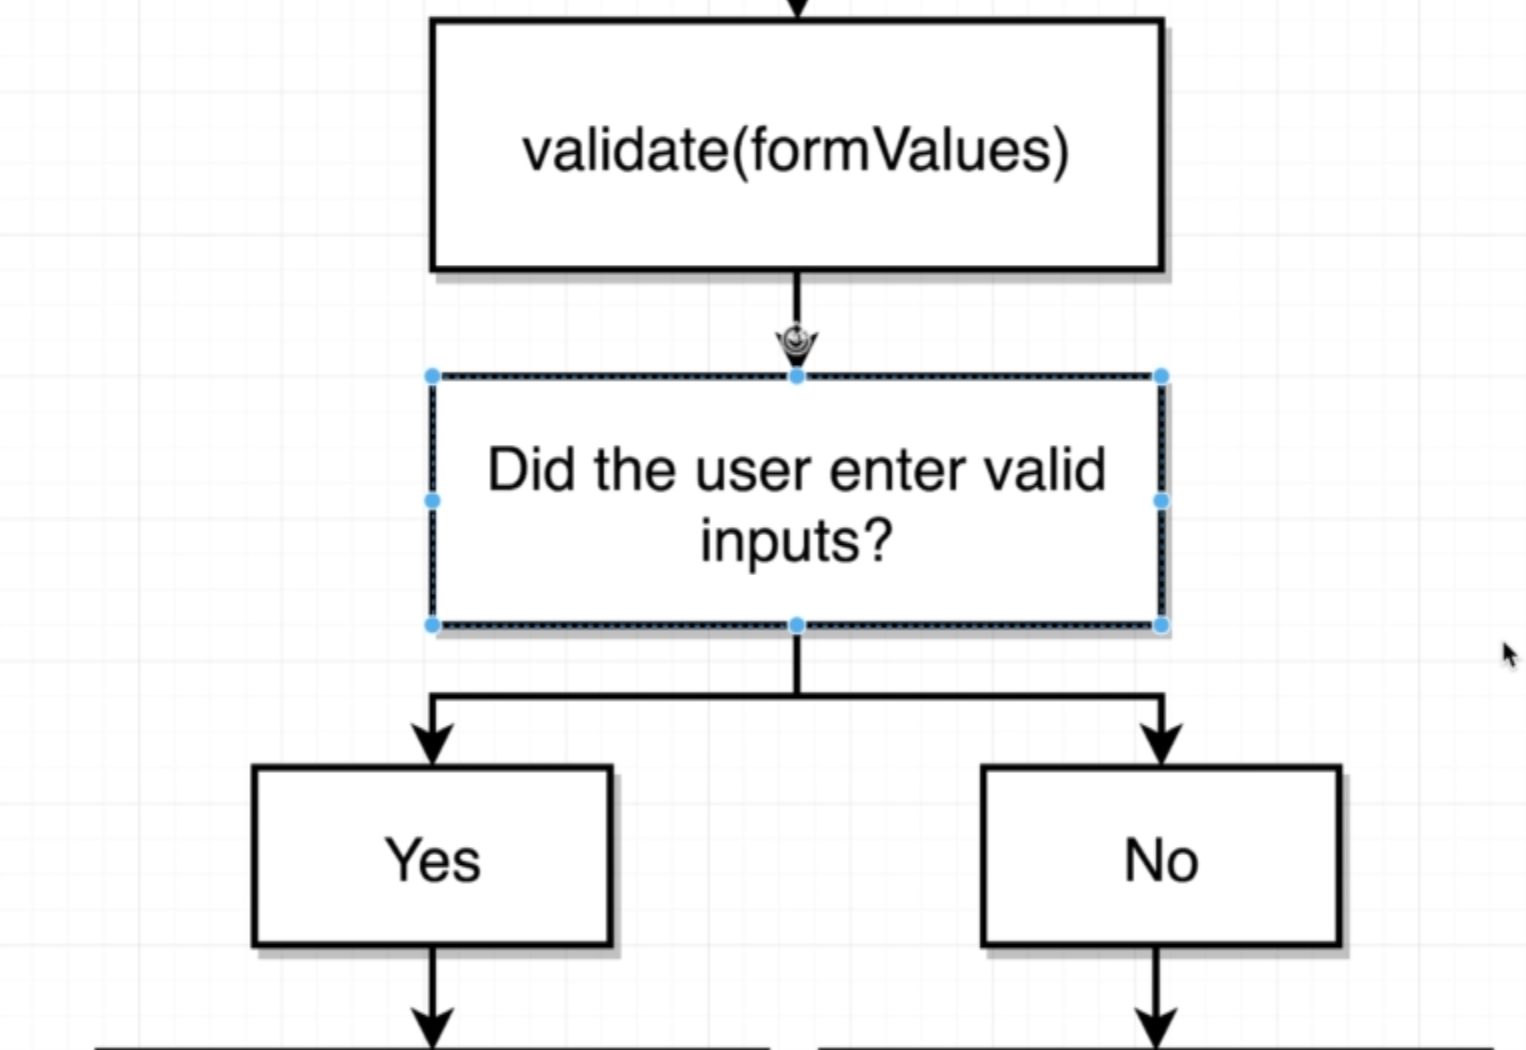 validate(formValues)
Did the user enter valid
inputs?
Yes
No